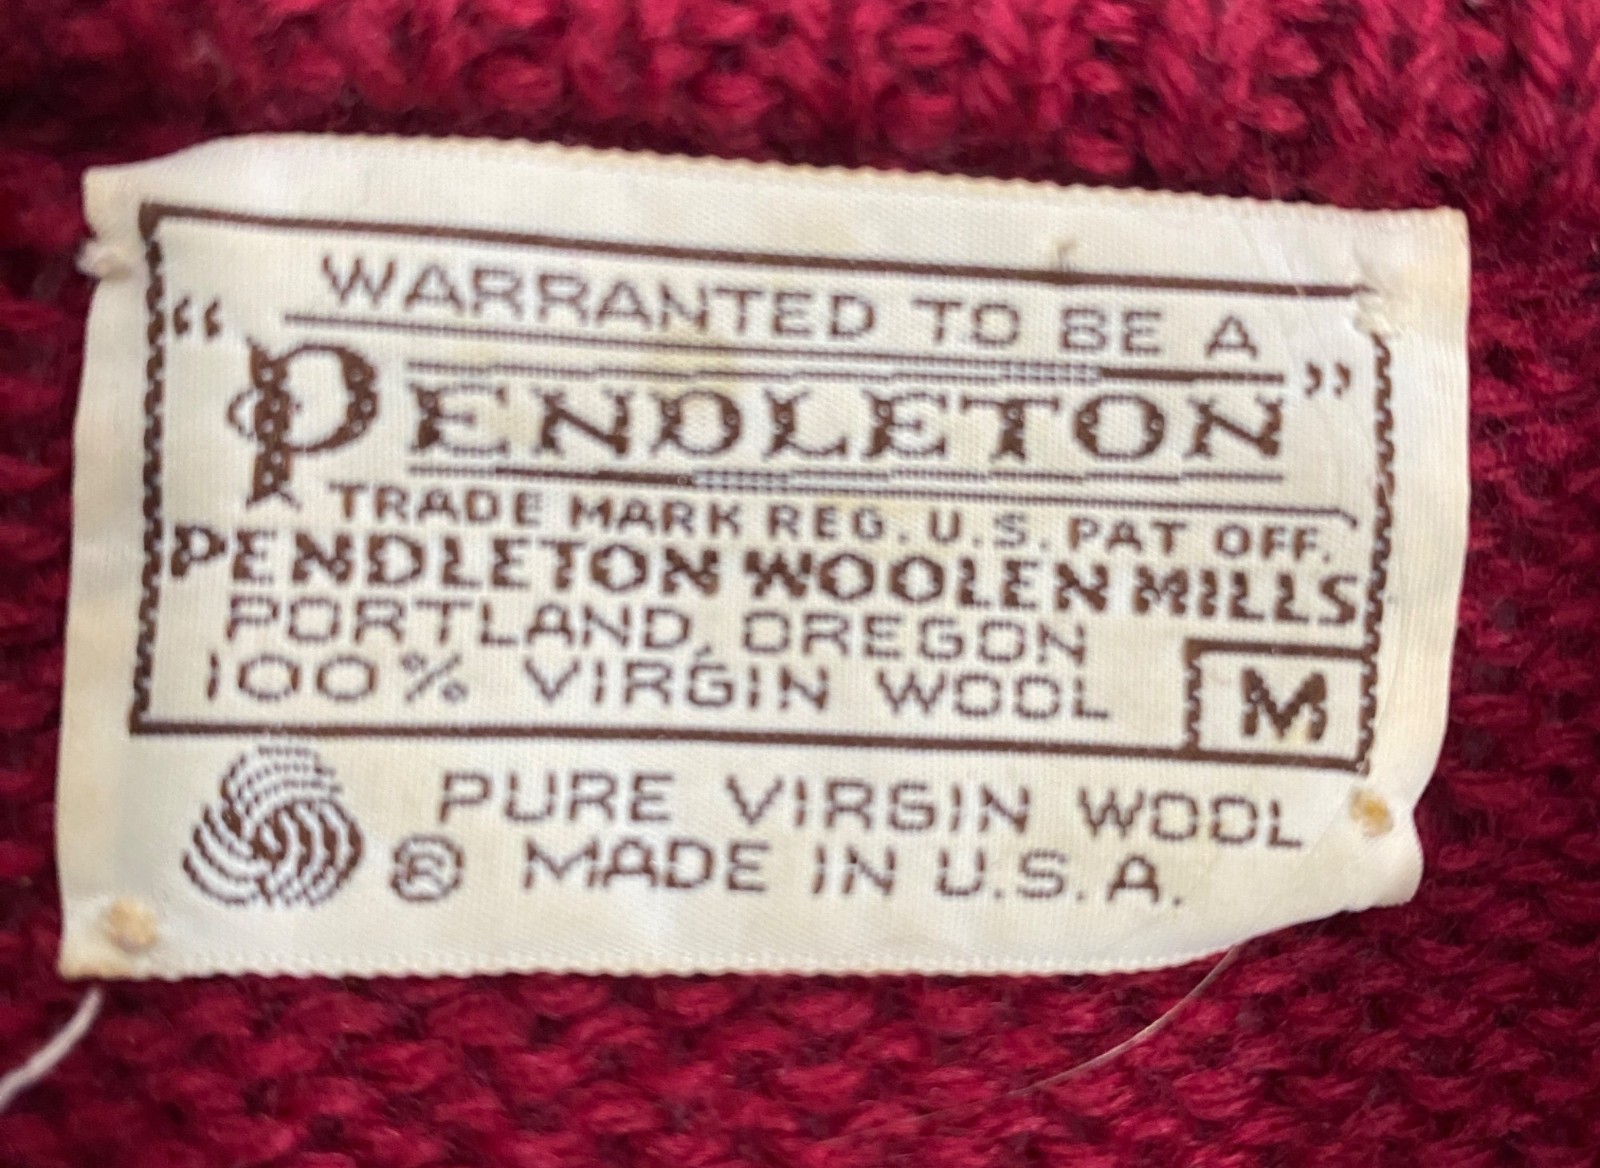 WARRANTED TO BE A
“PENDLETON”
TRADE MARK REG. U.S. PAT OFF.
PENDLETON WOOLEN MILLS
PORTLAND, OREGON
100% VIRGIN WOOL
M
PURE VIRGIN WOOL
® MADE IN U.S.A.